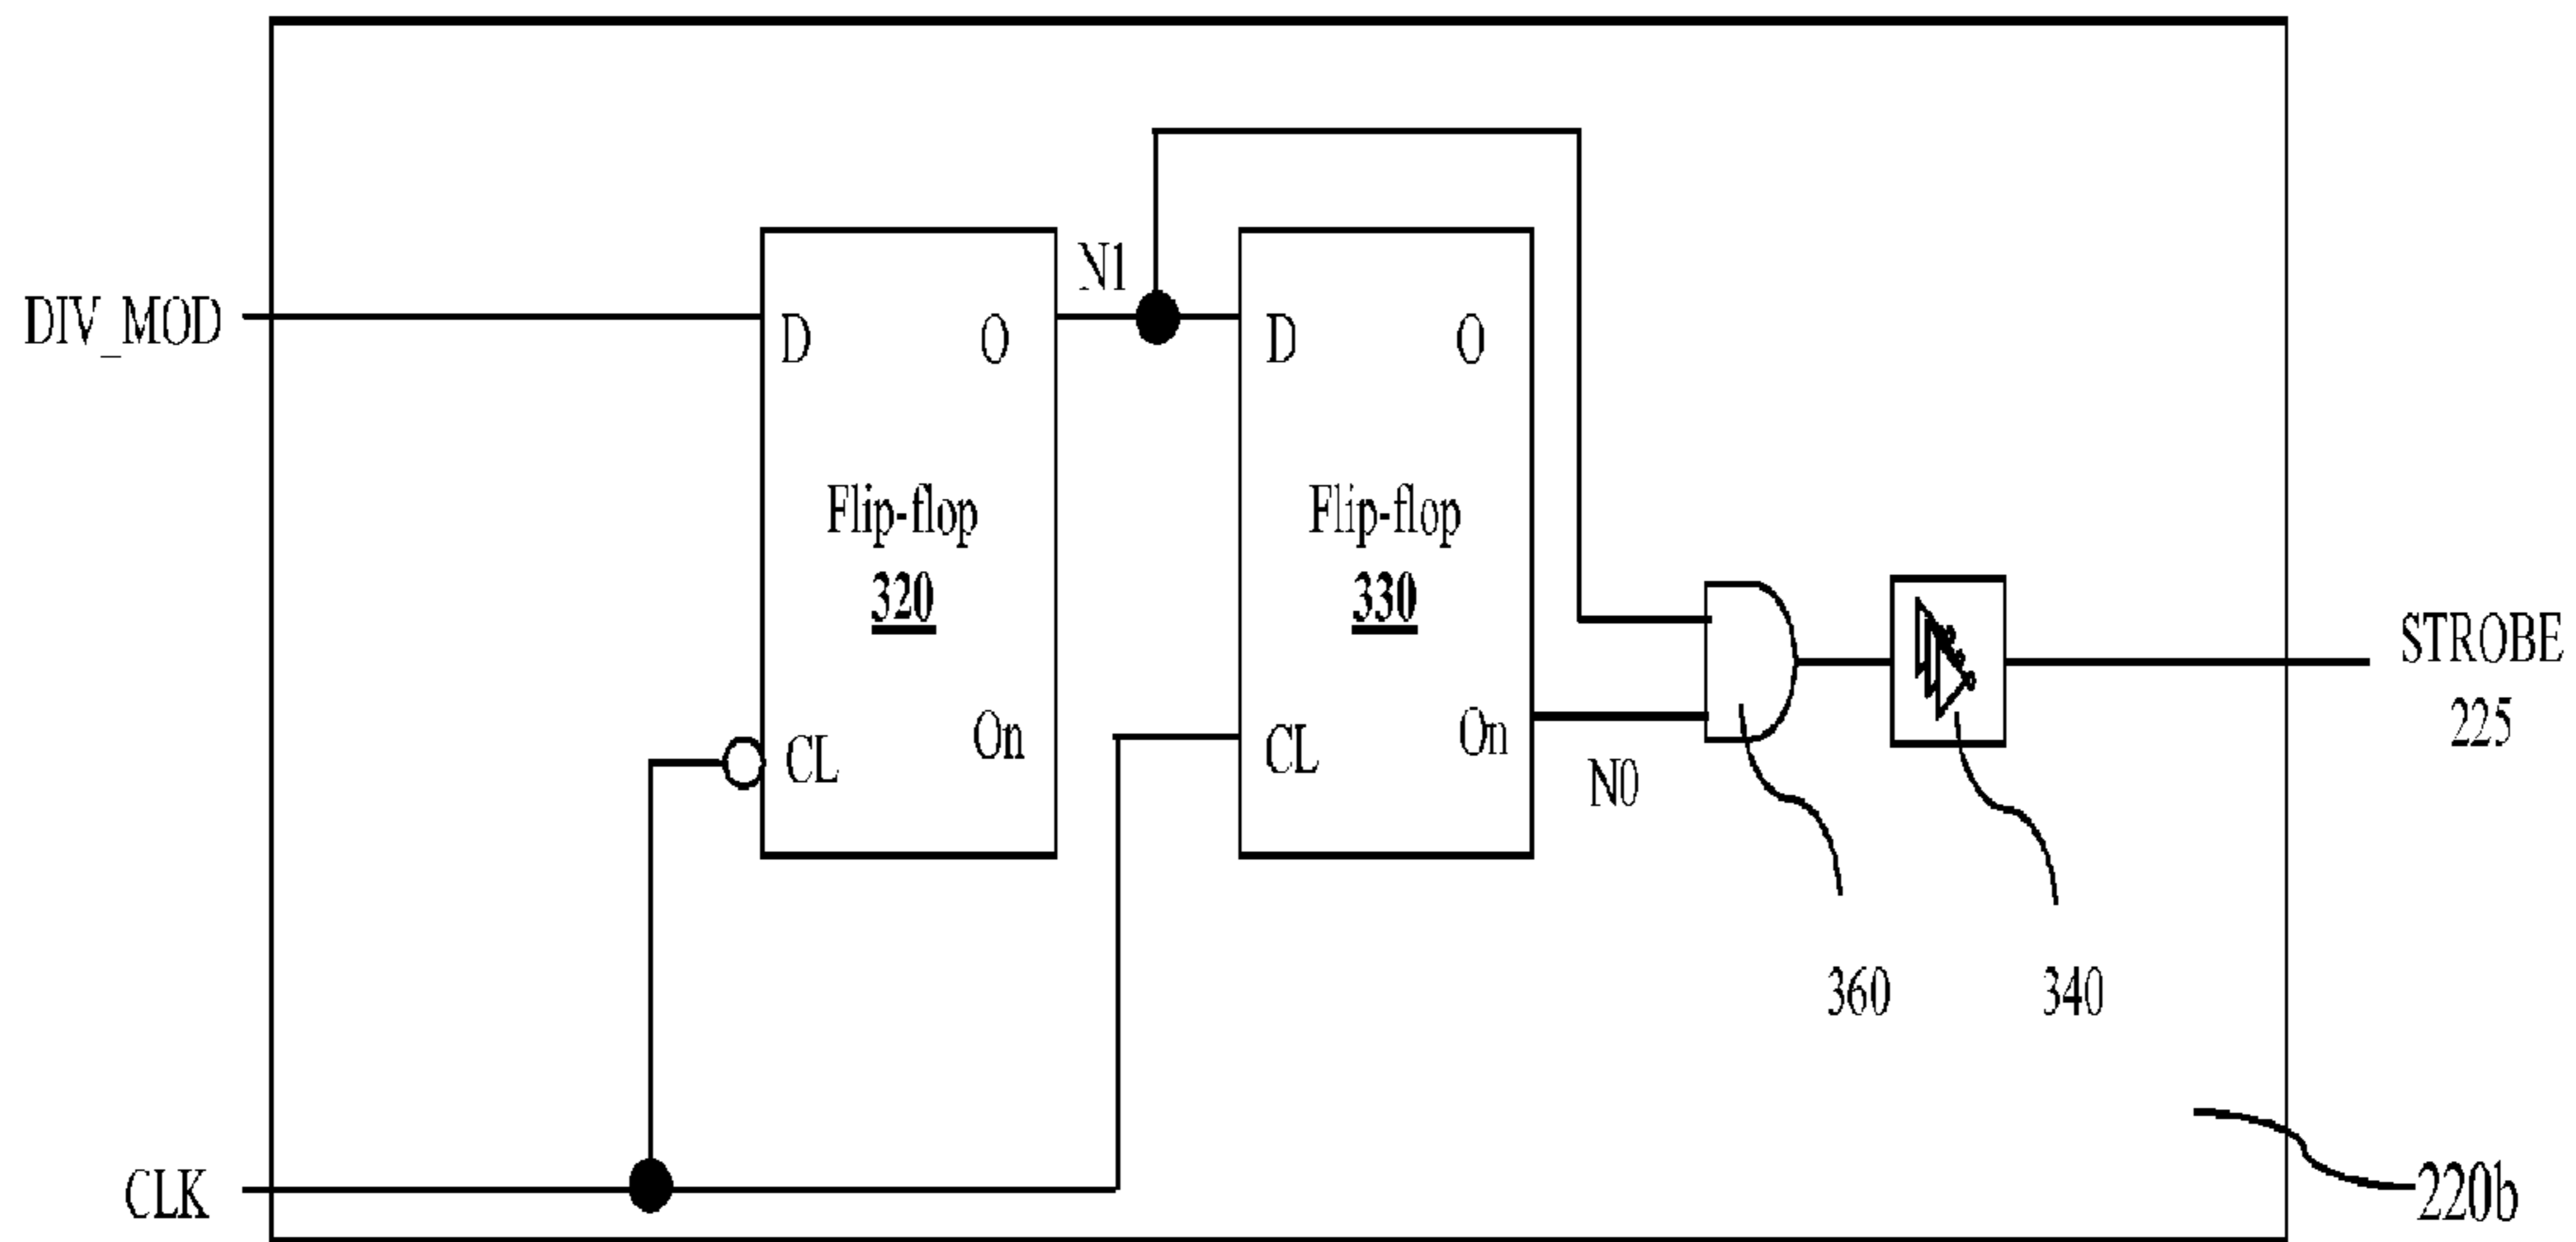 DIV_MOD
N1
D
O
D
O
Flip-flop
320
Flip-flop
330
STROBE
225
CL
On
CL
On
N0
360
340
CLK
220b